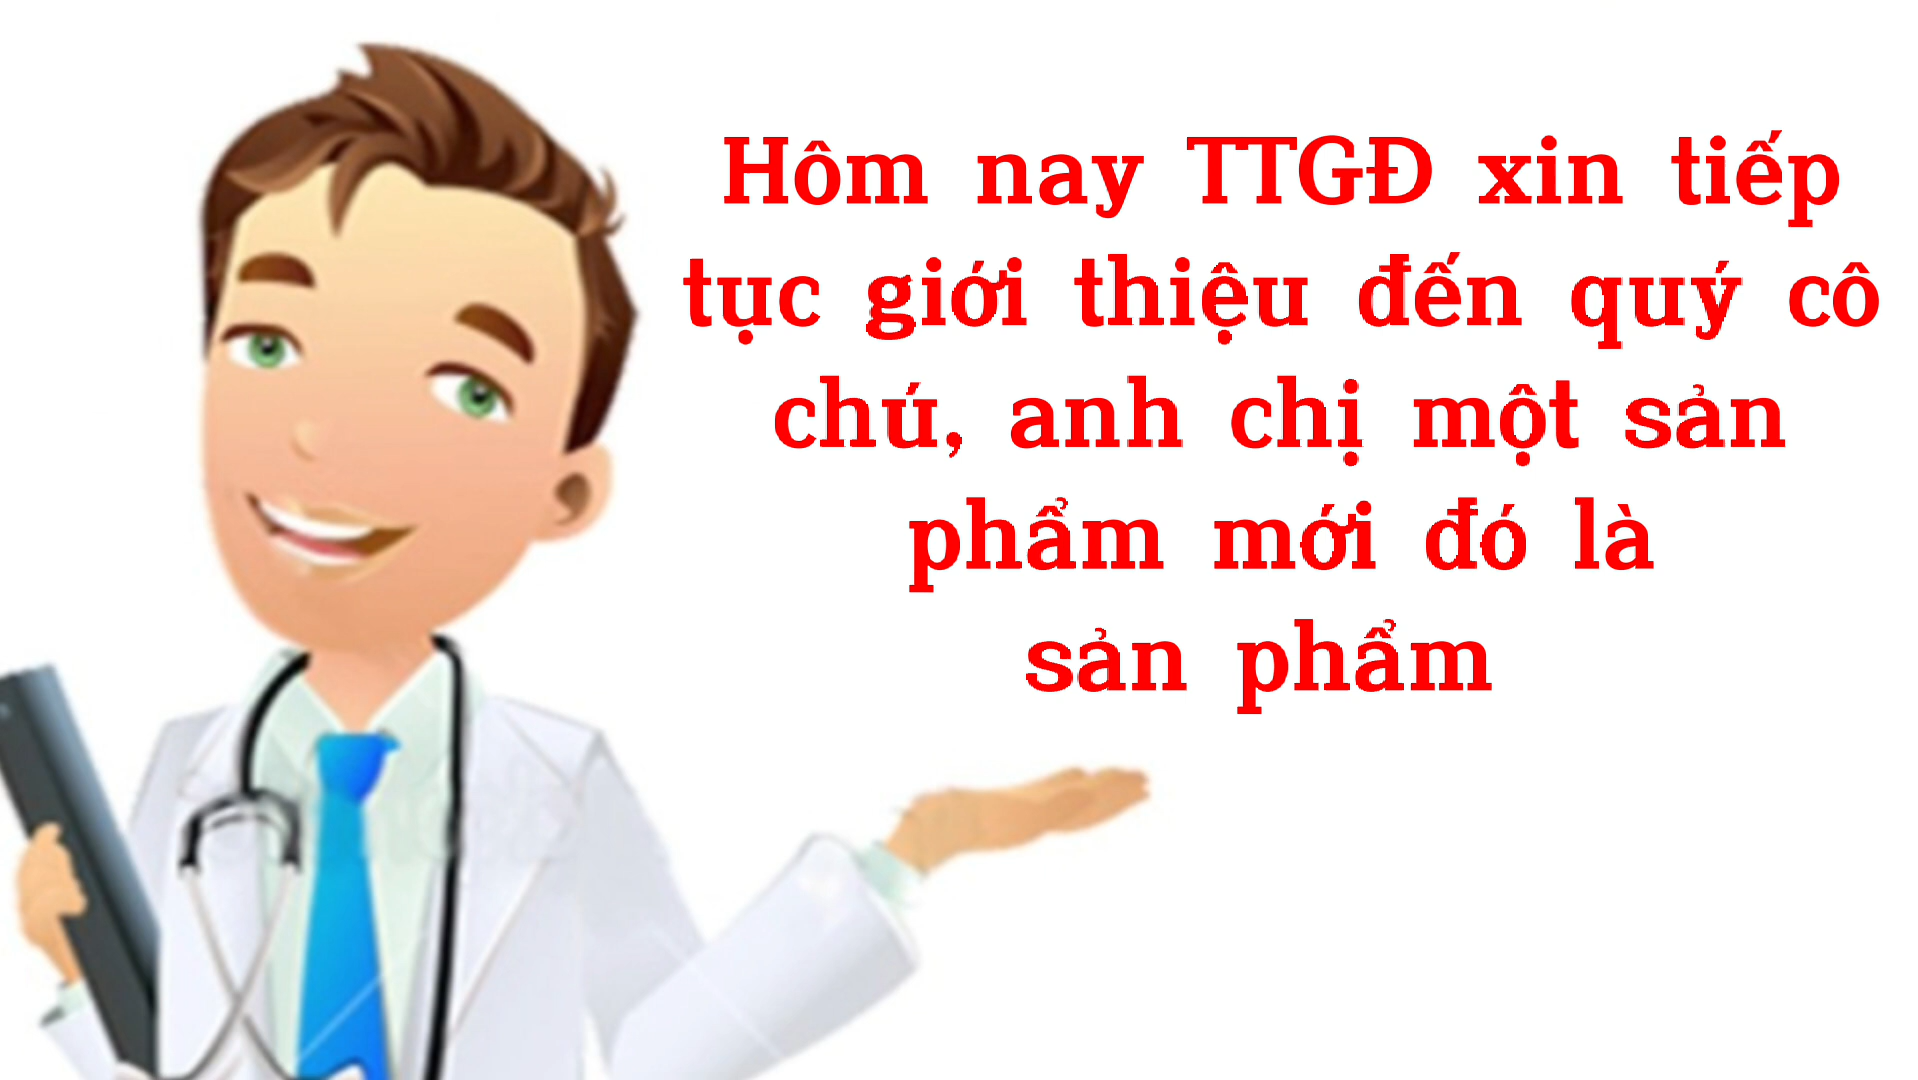 Hôm nay TTGĐ xin tiếp
tục giới thiệu đến quý cô
chú, anh chị một sản
phẩm mới đó là
sản phẩm